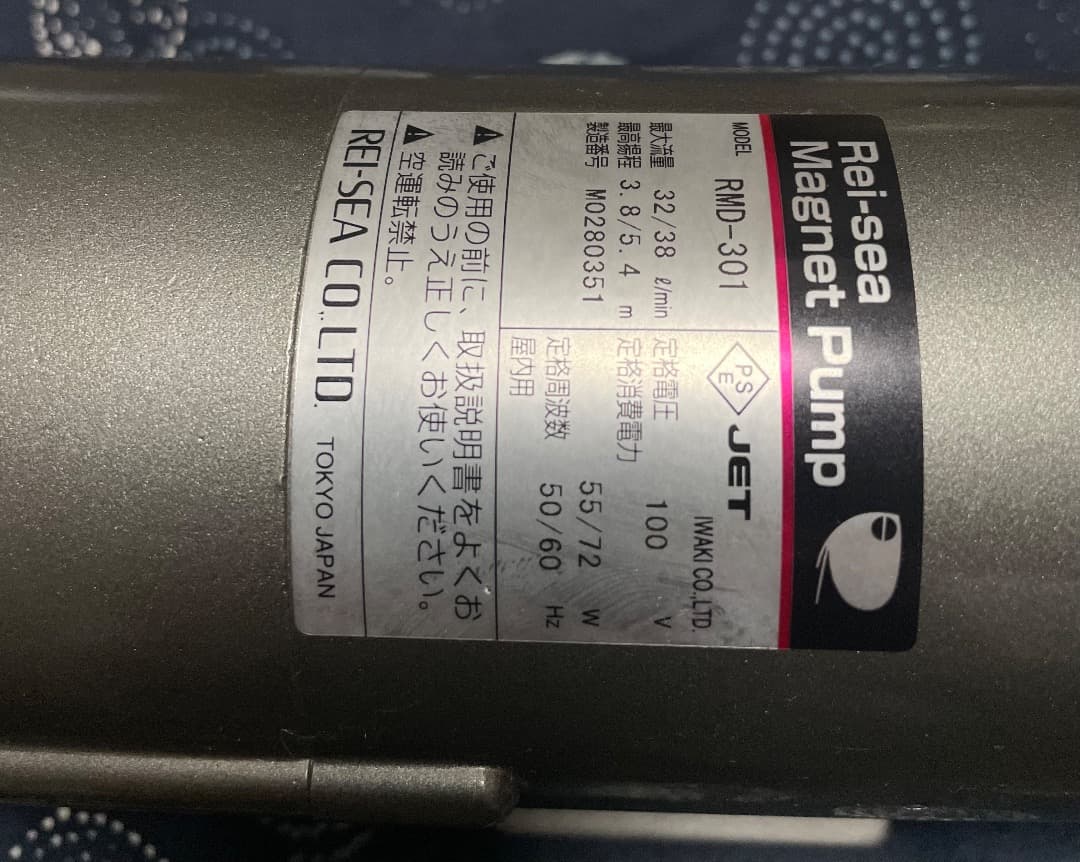 Rei-sea
Magnet Pump
MODEL RMD-301
最大流量 32/38 ℓ/min
最高揚程 3.8/5.4 m
製造番号 M0280351
PS
E
JET
IWAKI CO.,LTD.
定格電圧 100 V
定格消費電力 55/72 W
定格周波数 50/60 Hz
屋内用
ご使用の前に、取扱説明書をよくお
読みのうえ正しくお使いください。
空運転禁止。
REI-SEA CO,.LTD. TOKYO JAPAN